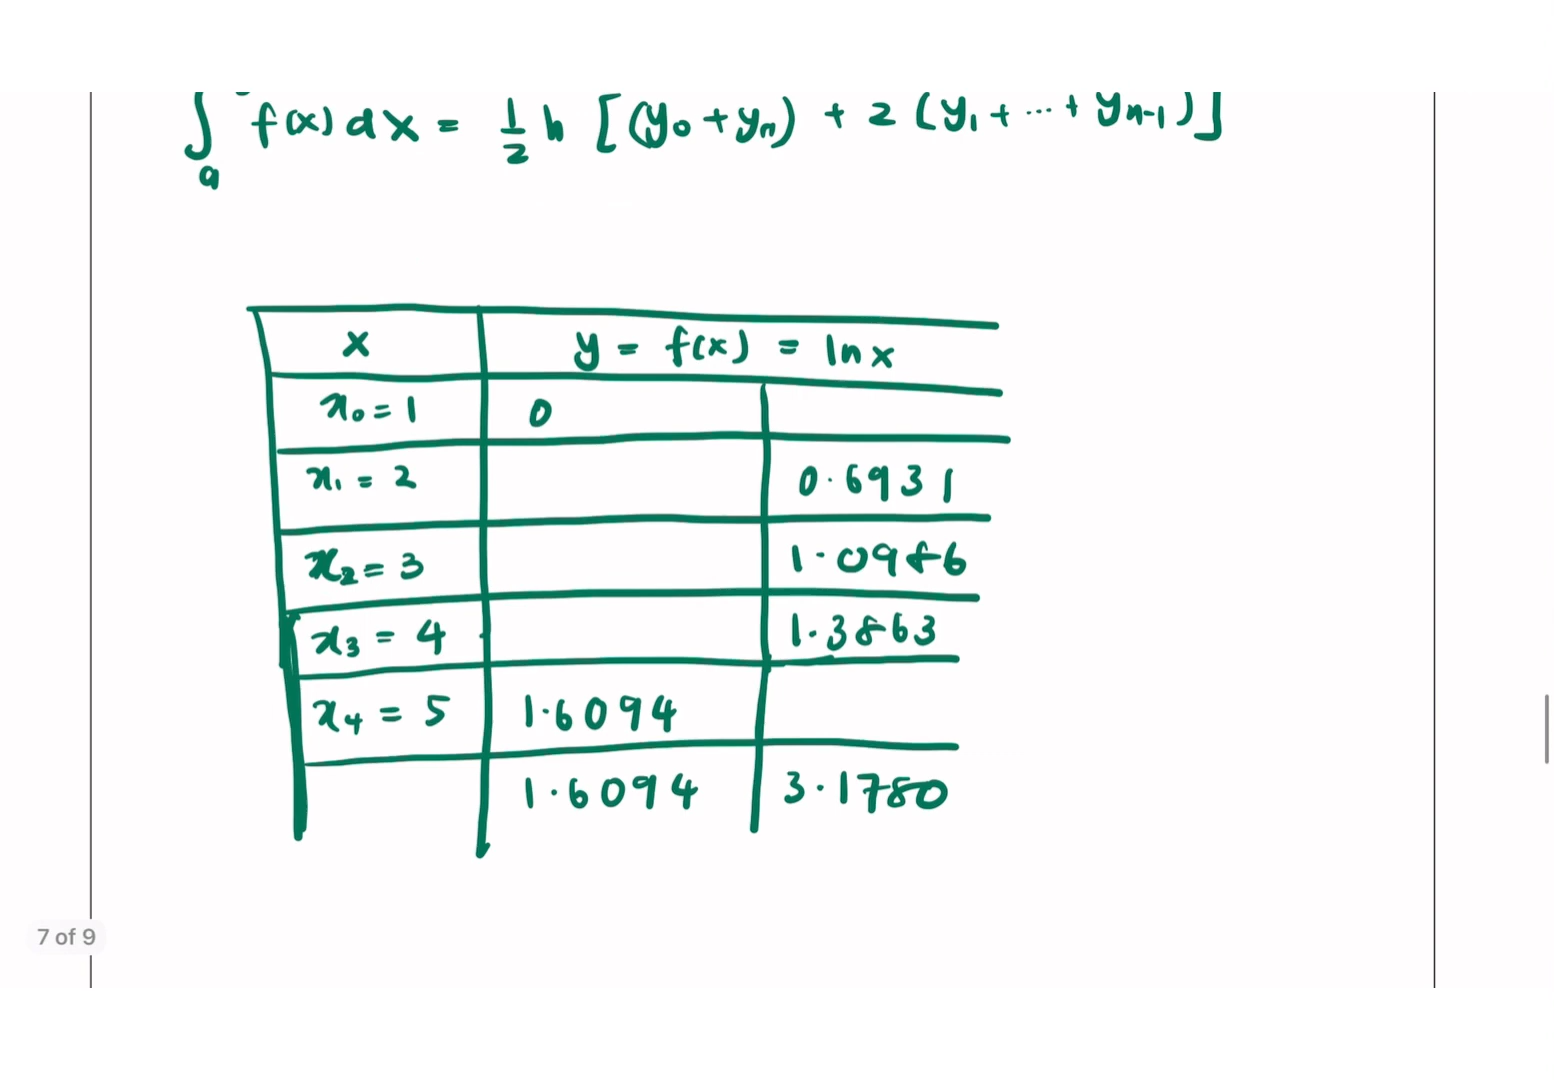 ∫ₐ f(x) dx = 1/2 h [(y₀ + yₙ) + 2 (y₁ + ... + yₙ₋₁)]
x y = f(x) = ln x
x₀ = 1 0
x₁ = 2 0.6931
x₂ = 3 1.0986
x₃ = 4 1.3863
x₄ = 5 1.6094
1.6094 3.1780
7 of 9